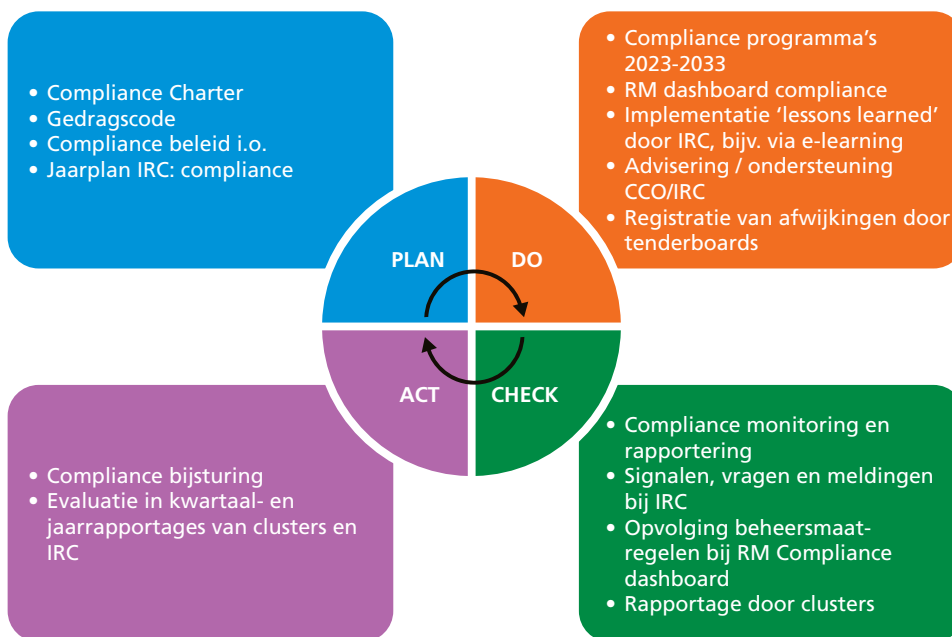 • Compliance Charter
• Gedragscode
• Compliance beleid i.o.
• Jaarplan IRC: compliance
• Compliance programma's
2023-2033
• RM dashboard compliance
• Implementatie 'lessons learned'
door IRC, bijv. via e-learning
• Advisering / ondersteuning
CCO/IRC
• Registratie van afwijkingen door
tenderboards
PLAN
DO
ACT
CHECK
• Compliance bijsturing
• Evaluatie in kwartaal- en
jaarrapportages van clusters en
IRC
• Compliance monitoring en
rapportering
• Signalen, vragen en meldingen
bij IRC
• Opvolging beheersmaat-
regelen bij RM Compliance
dashboard
• Rapportage door clusters